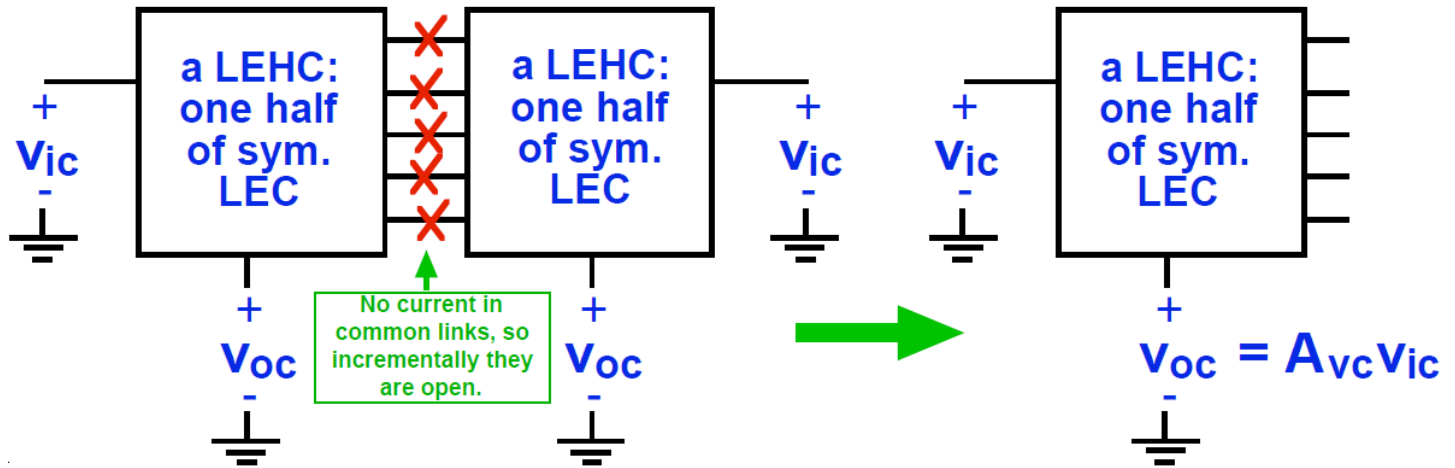 a LEHC:
one half
of sym.
LEC
a LEHC:
one half
of sym.
LEC
a LEHC:
one half
of sym.
LEC
+
vic
-
+
vic
-
+
vic
-
No current in
common links, so
incrementally they
are open.
+
voc
-
+
voc
-
+
voc = Avcvic
-